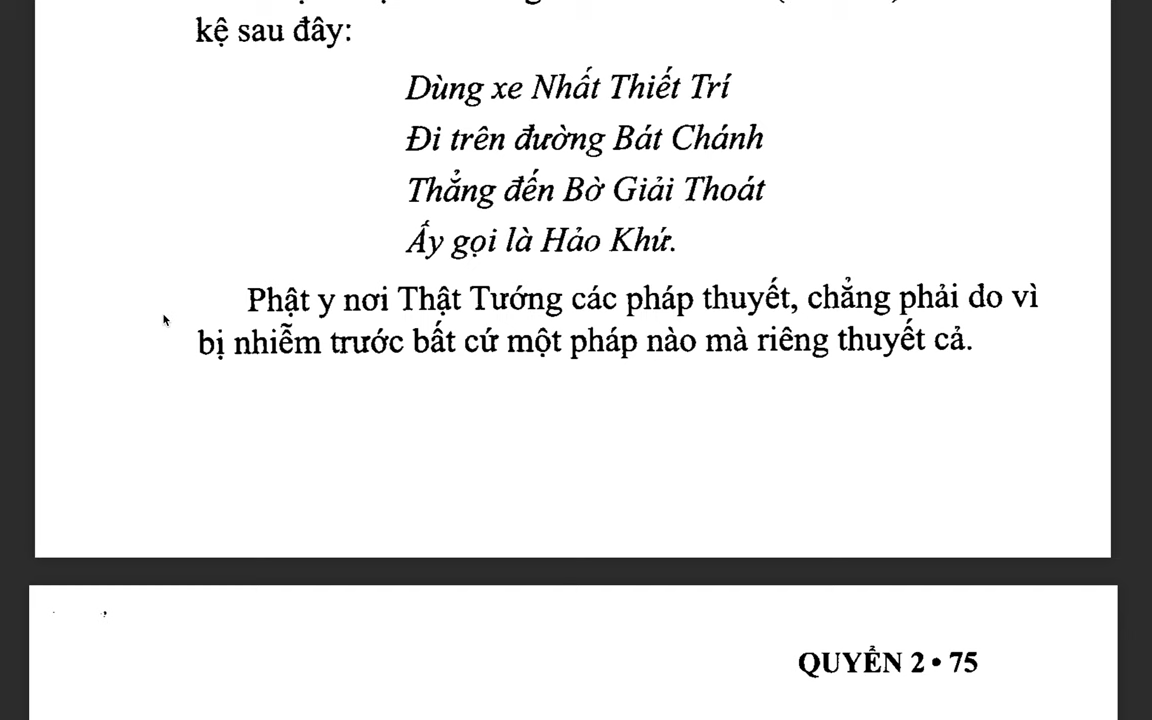 kệ sau đây:
Dùng xe Nhất Thiết Trí
Đi trên đường Bát Chánh
Thẳng đến Bờ Giải Thoát
Ấy gọi là Hảo Khứ.
Phật y nơi Thật Tướng các pháp thuyết, chẳng phải do vì
bị nhiễm trước bất cứ một pháp nào mà riêng thuyết cả.
QUYỂN 2 • 75